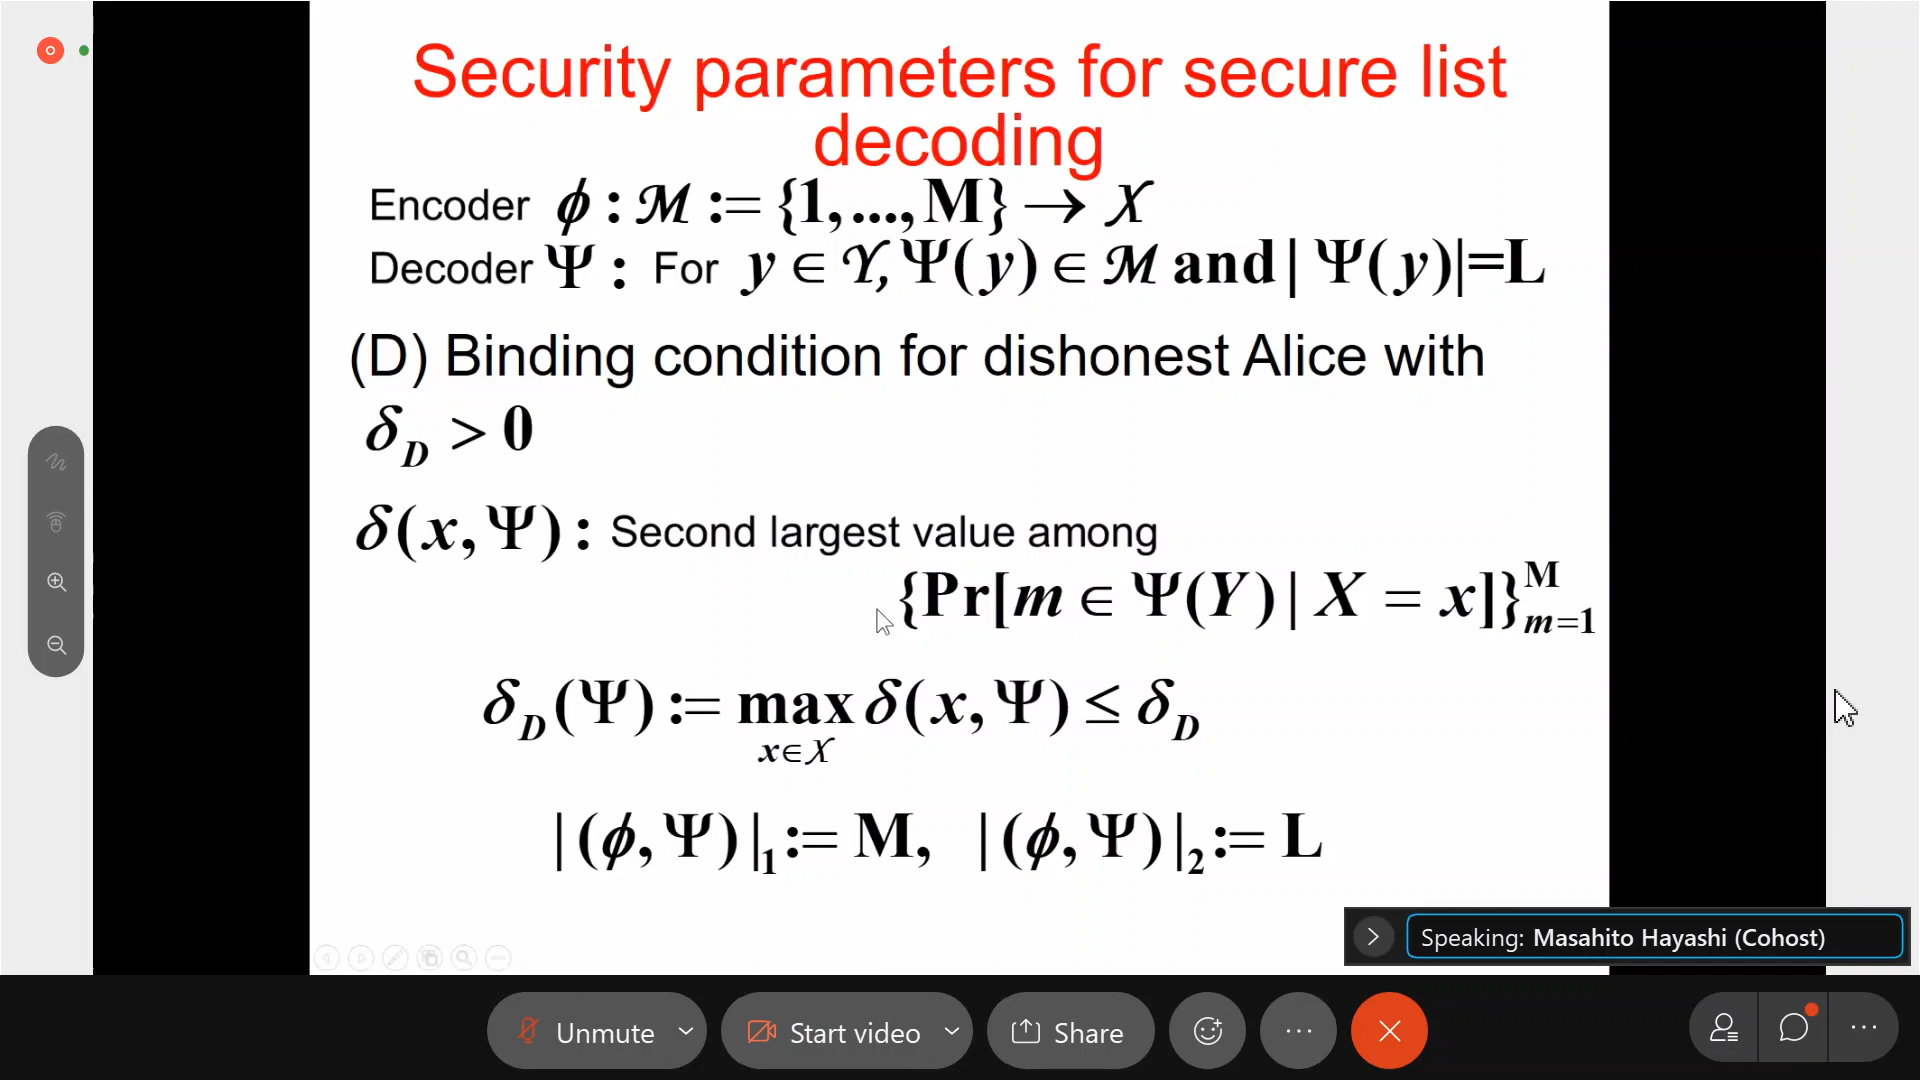 Security parameters for secure list
decoding
Encoder ϕ : ℳ := {1,...,M} → 𝒳
Decoder Ψ : For y ∈ 𝒴, Ψ(y) ∈ ℳ and | Ψ(y)|=L
(D) Binding condition for dishonest Alice with
δ_D > 0
δ(x, Ψ) : Second largest value among
{Pr[m ∈ Ψ(Y) | X = x]}^M_{m=1}
δ_D(Ψ) := max_{x∈𝒳} δ(x, Ψ) ≤ δ_D
| (ϕ, Ψ) |_1 := M, | (ϕ, Ψ) |_2 := L
Speaking: Masahito Hayashi (Cohost)
Unmute
Start video
Share